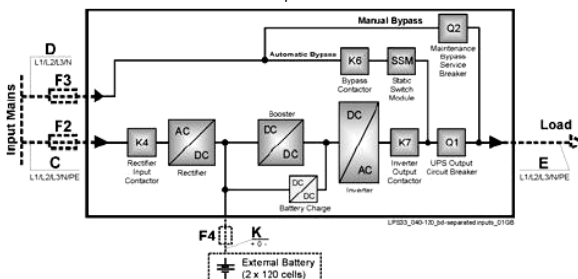 Manual Bypass
Q2
Maintenance
Bypass
Service
Breaker
D
L1/L2/L3/N
Automatic Bypass
K6
SSM
Bypass
Contactor
Static
Switch
Module
F3
Input Mains
F2
C
L1/L2/L3/N/PE
K4
Rectifier
Input
Contactor
AC
DC
Rectifier
Booster
DC
DC
DC
DC
Battery Charge
DC
AC
Inverter
K7
Inverter
Output
Contactor
Q1
UPS Output
Circuit Breaker
Load
E
L1/L2/L3/N/PE
LPS33_040-120_bd-separated inputs_01GB
F4
K
+ 0 -
External Battery
(2 x 120 cells)